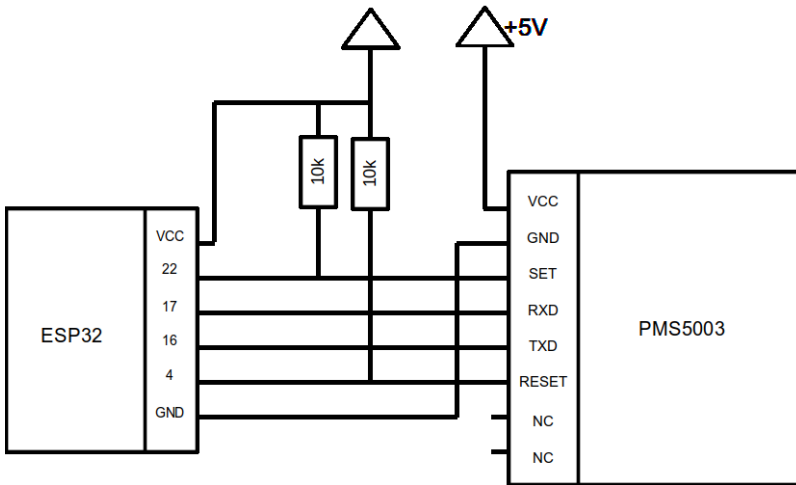 +5V
10k
10k
ESP32
VCC
22
17
16
4
GND
VCC
GND
SET
RXD
TXD
RESET
NC
NC
PMS5003